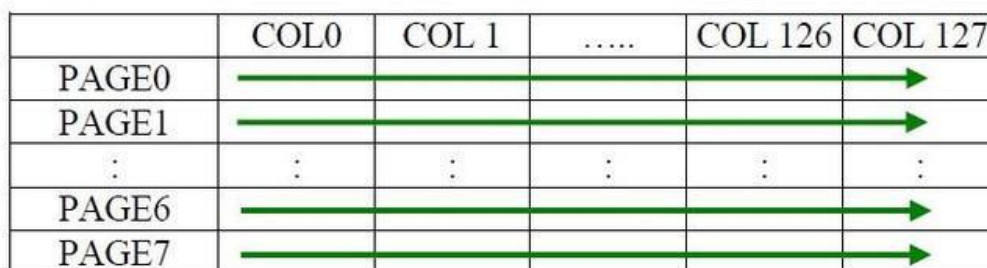 COL0 COL 1 ..... COL 126 COL 127
PAGE0
PAGE1
: : : : : :
PAGE6
PAGE7